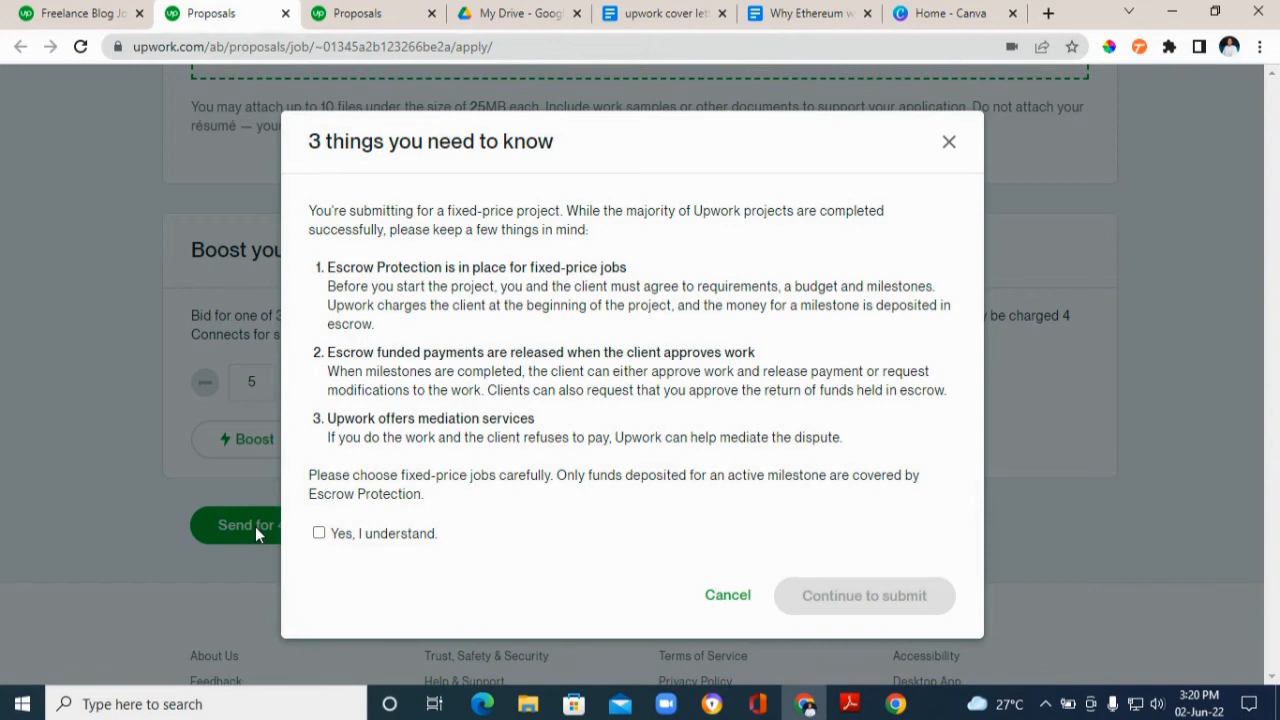 Freelance Blog Jo
Proposals
Proposals
My Drive - Goog
upwork cover let
Why Ethereum w
Home - Canva
upwork.com/ab/proposals/job/~01345a2b123266be2a/apply/
You may attach up to 10 files under the size of 25MB each. Include work samples or other documents to support your application. Do not attach your
résumé — your
3 things you need to know
You're submitting for a fixed-price project. While the majority of Upwork projects are completed
successfully, please keep a few things in mind:
1. Escrow Protection is in place for fixed-price jobs
Before you start the project, you and the client must agree to requirements, a budget and milestones.
Upwork charges the client at the beginning of the project, and the money for a milestone is deposited in
escrow.
2. Escrow funded payments are released when the client approves work
When milestones are completed, the client can either approve work and release payment or request
modifications to the work. Clients can also request that you approve the return of funds held in escrow.
3. Upwork offers mediation services
If you do the work and the client refuses to pay, Upwork can help mediate the dispute.
Please choose fixed-price jobs carefully. Only funds deposited for an active milestone are covered by
Escrow Protection.
Yes, I understand.
Cancel
Continue to submit
Boost you
Bid for one of 3
y be charged 4
Connects for s
5
Boost
Send for
About Us
Trust, Safety & Security
Terms of Service
Accessibility
Feedback
Help & Support
Privacy Policy
Desktop App
Type here to search
27°C
3:20 PM
02-Jun-22